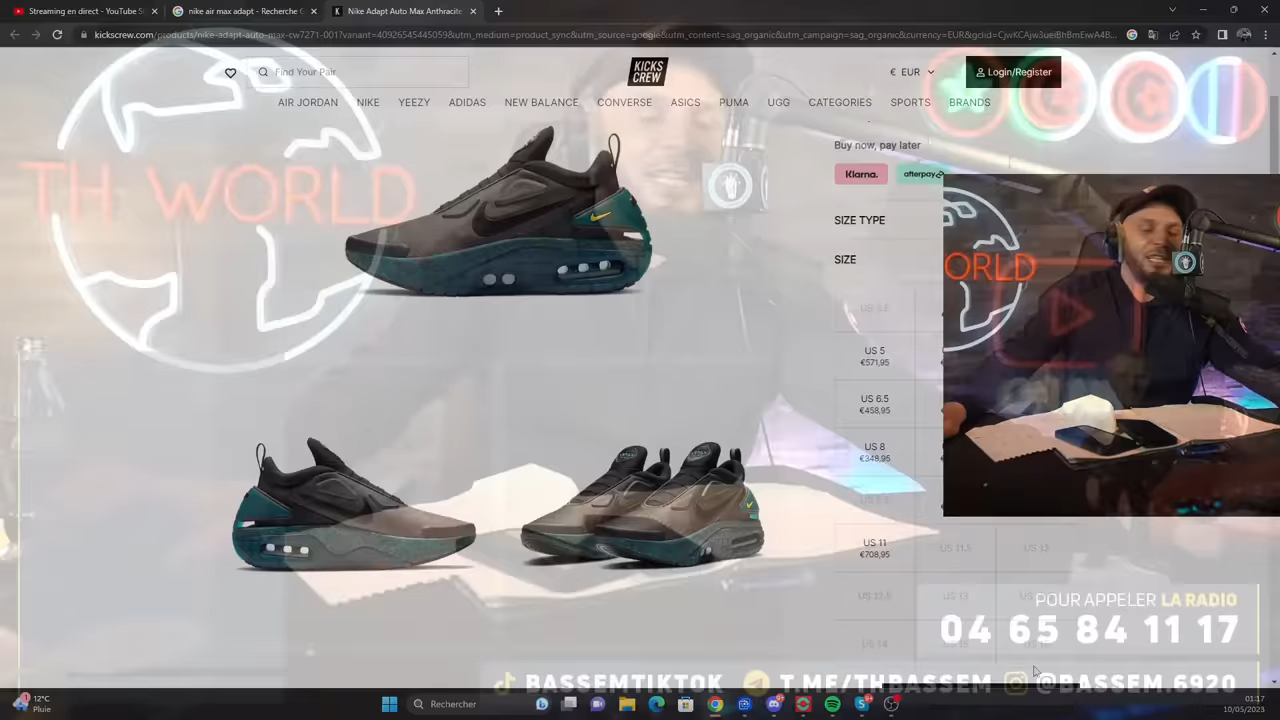 Streaming en direct - YouTube S
nike air max adapt - Recherche G
Nike Adapt Auto Max Anthracite
kickscrew.com/products/nike-adapt-auto-max-cw7271-001?variant=40926545445059&utm_medium=product_sync&utm_source=google&utm_content=sag_organic&utm_campaign=sag_organic&currency=EUR&gclid=CjwKCAjw3ueiBhBmEiwA4B...
Find Your Pair
KICKS
CREW
€ EUR
Login/Register
AIR JORDAN
NIKE
YEEZY
ADIDAS
NEW BALANCE
CONVERSE
ASICS
PUMA
UGG
CATEGORIES
SPORTS
BRANDS
Buy now, pay later
Klarna.
afterpay
TH WORLD
SIZE TYPE
SIZE
ORLD
US 5
€571,95
US 6.5
€458,95
US 8
€348,95
US 11
€708,95
US 11.5
US 12.5
US 13
US 14
POUR APPELER LA RADIO
04 65 84 11 17
BASSEMTIKTOK
T.ME/THBASSEM
@BASSEM.6920
12°C
Pluie
Rechercher
01:17
10/05/2023